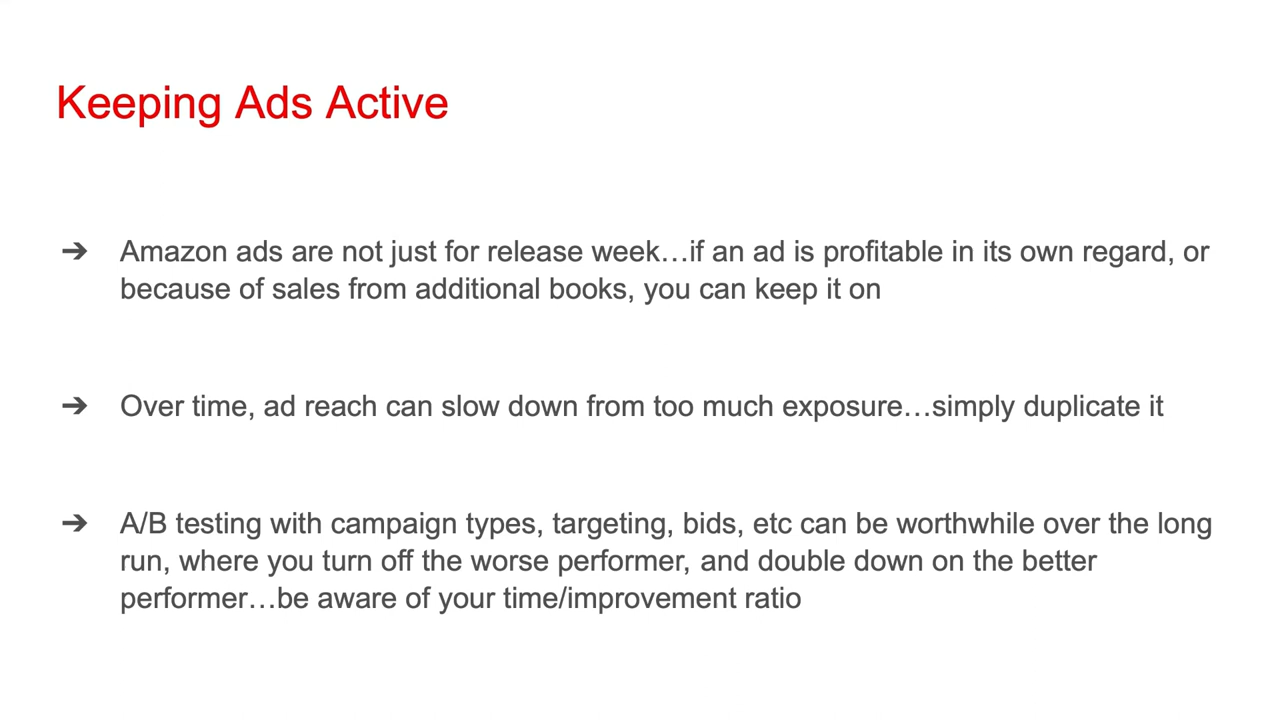 Keeping Ads Active
➔ Amazon ads are not just for release week…if an ad is profitable in its own regard, or
because of sales from additional books, you can keep it on
➔ Over time, ad reach can slow down from too much exposure…simply duplicate it
➔ A/B testing with campaign types, targeting, bids, etc can be worthwhile over the long
run, where you turn off the worse performer, and double down on the better
performer…be aware of your time/improvement ratio